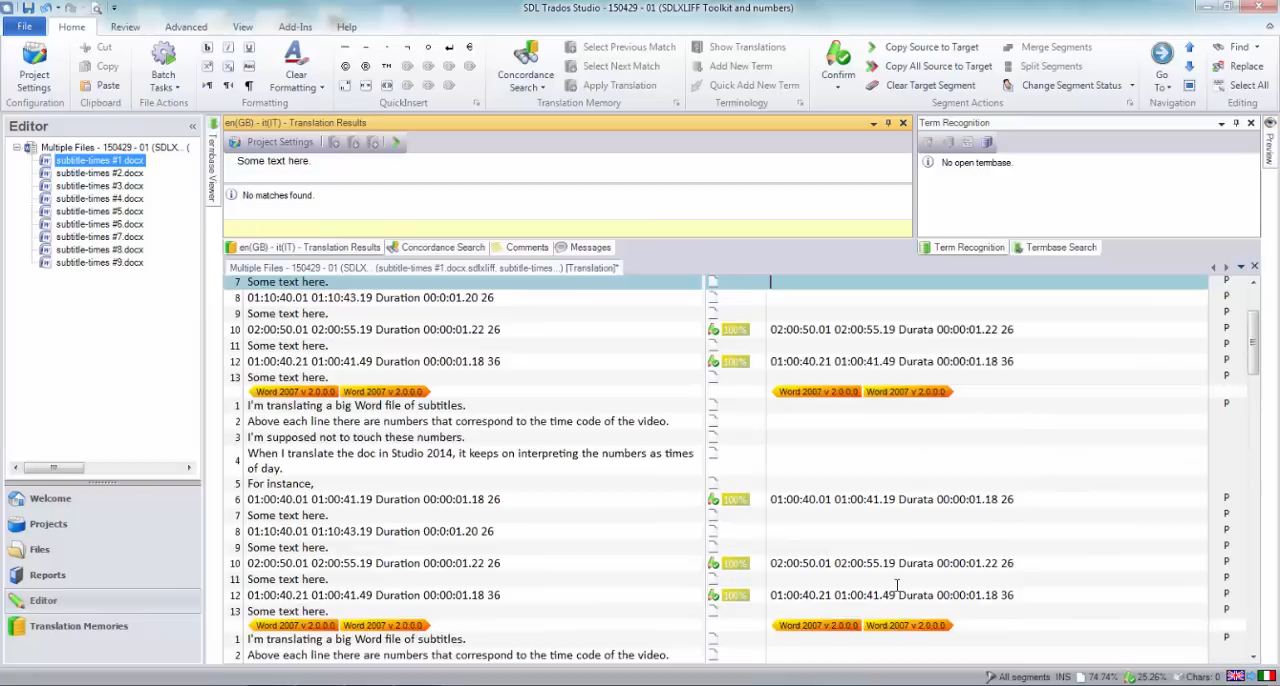 SDL Trados Studio - 150429 - 01 (SDLXLIFF Toolkit and numbers)
File Home Review Advanced View Add-Ins Help
Project Settings
Configuration
Cut
Copy
Paste
Clipboard
Batch Tasks
File Actions
Clear Formatting
Formatting
QuickInsert
Concordance Search
Select Previous Match
Select Next Match
Apply Translation
Translation Memory
Show Translations
Add New Term
Quick Add New Term
Terminology
Confirm
Copy Source to Target
Copy All Source to Target
Clear Target Segment
Merge Segments
Split Segments
Change Segment Status
Segment Actions
Go To
Navigation
Find
Replace
Select All
Editing
Editor
Multiple Files - 150429 - 01 (SDLX... (
subtitle-times #1.docx
subtitle-times #2.docx
subtitle-times #3.docx
subtitle-times #4.docx
subtitle-times #5.docx
subtitle-times #6.docx
subtitle-times #7.docx
subtitle-times #8.docx
subtitle-times #9.docx
Welcome
Projects
Files
Reports
Editor
Translation Memories
Termbase Viewer
en(GB) - it(IT) - Translation Results
Project Settings
Some text here.
No matches found.
en(GB) - it(IT) - Translation Results Concordance Search Comments Messages
Term Recognition
No open termbase.
Term Recognition Termbase Search
Preview
Multiple Files - 150429 - 01 (SDLX... (subtitle-times #1.docx.sdlxliff, subtitle-times...) [Translation]*
7 Some text here. P
8 01:10:40.01 01:10:43.19 Duration 00:0:01.20 26 P
9 Some text here. P
10 02:00:50.01 02:00:55.19 Duration 00:00:01.22 26 100% 02:00:50.01 02:00:55.19 Durata 00:00:01.22 26 P
11 Some text here. P
12 01:00:40.21 01:00:41.49 Duration 00:00:01.18 36 100% 01:00:40.21 01:00:41.49 Durata 00:00:01.18 36 P
13 Some text here. P
Word 2007 v 2.0.0.0 Word 2007 v 2.0.0.0 Word 2007 v 2.0.0.0 Word 2007 v 2.0.0.0
1 I'm translating a big Word file of subtitles. P
2 Above each line there are numbers that correspond to the time code of the video.
3 I'm supposed not to touch these numbers.
4 When I translate the doc in Studio 2014, it keeps on interpreting the numbers as times
of day.
5 For instance, P
6 01:00:40.01 01:00:41.19 Duration 00:00:01.18 26 100% 01:00:40.01 01:00:41.19 Durata 00:00:01.18 26 P
7 Some text here. P
8 01:10:40.01 01:10:43.19 Duration 00:0:01.20 26 P
9 Some text here. P
10 02:00:50.01 02:00:55.19 Duration 00:00:01.22 26 100% 02:00:50.01 02:00:55.19 Durata 00:00:01.22 26 P
11 Some text here. P
12 01:00:40.21 01:00:41.49 Duration 00:00:01.18 36 100% 01:00:40.21 01:00:41.49 Durata 00:00:01.18 36 P
13 Some text here. P
Word 2007 v 2.0.0.0 Word 2007 v 2.0.0.0 Word 2007 v 2.0.0.0 Word 2007 v 2.0.0.0
1 I'm translating a big Word file of subtitles. P
2 Above each line there are numbers that correspond to the time code of the video.
All segments INS 74.74% 25.26% Chars: 0